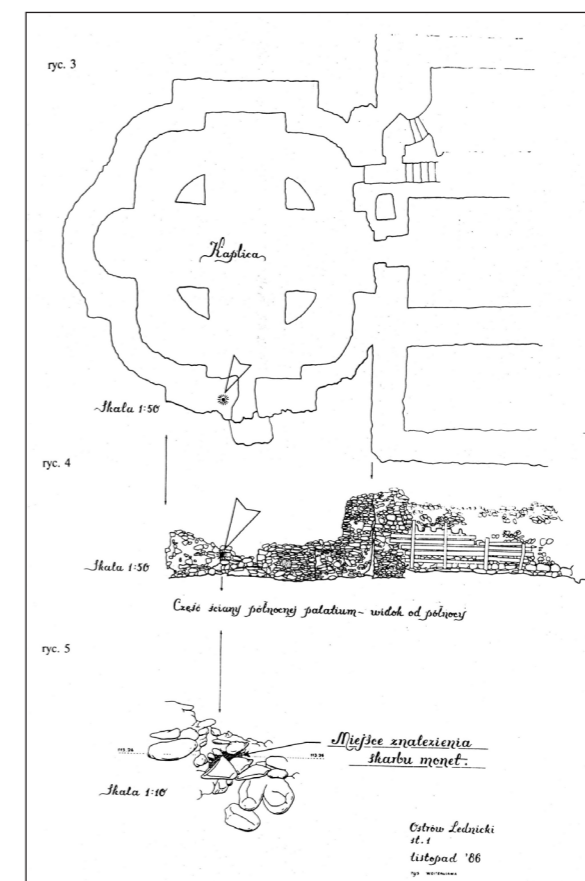 ryc. 3
Kaplica
Skala 1:50
ryc. 4
Skala 1:50
Część ściany północnej palatium – widok od północy
ryc. 5
Miejsce znalezienia
skarbu monet.
Skala 1:10
Ostrów Lednicki
st. 1
listopad '86